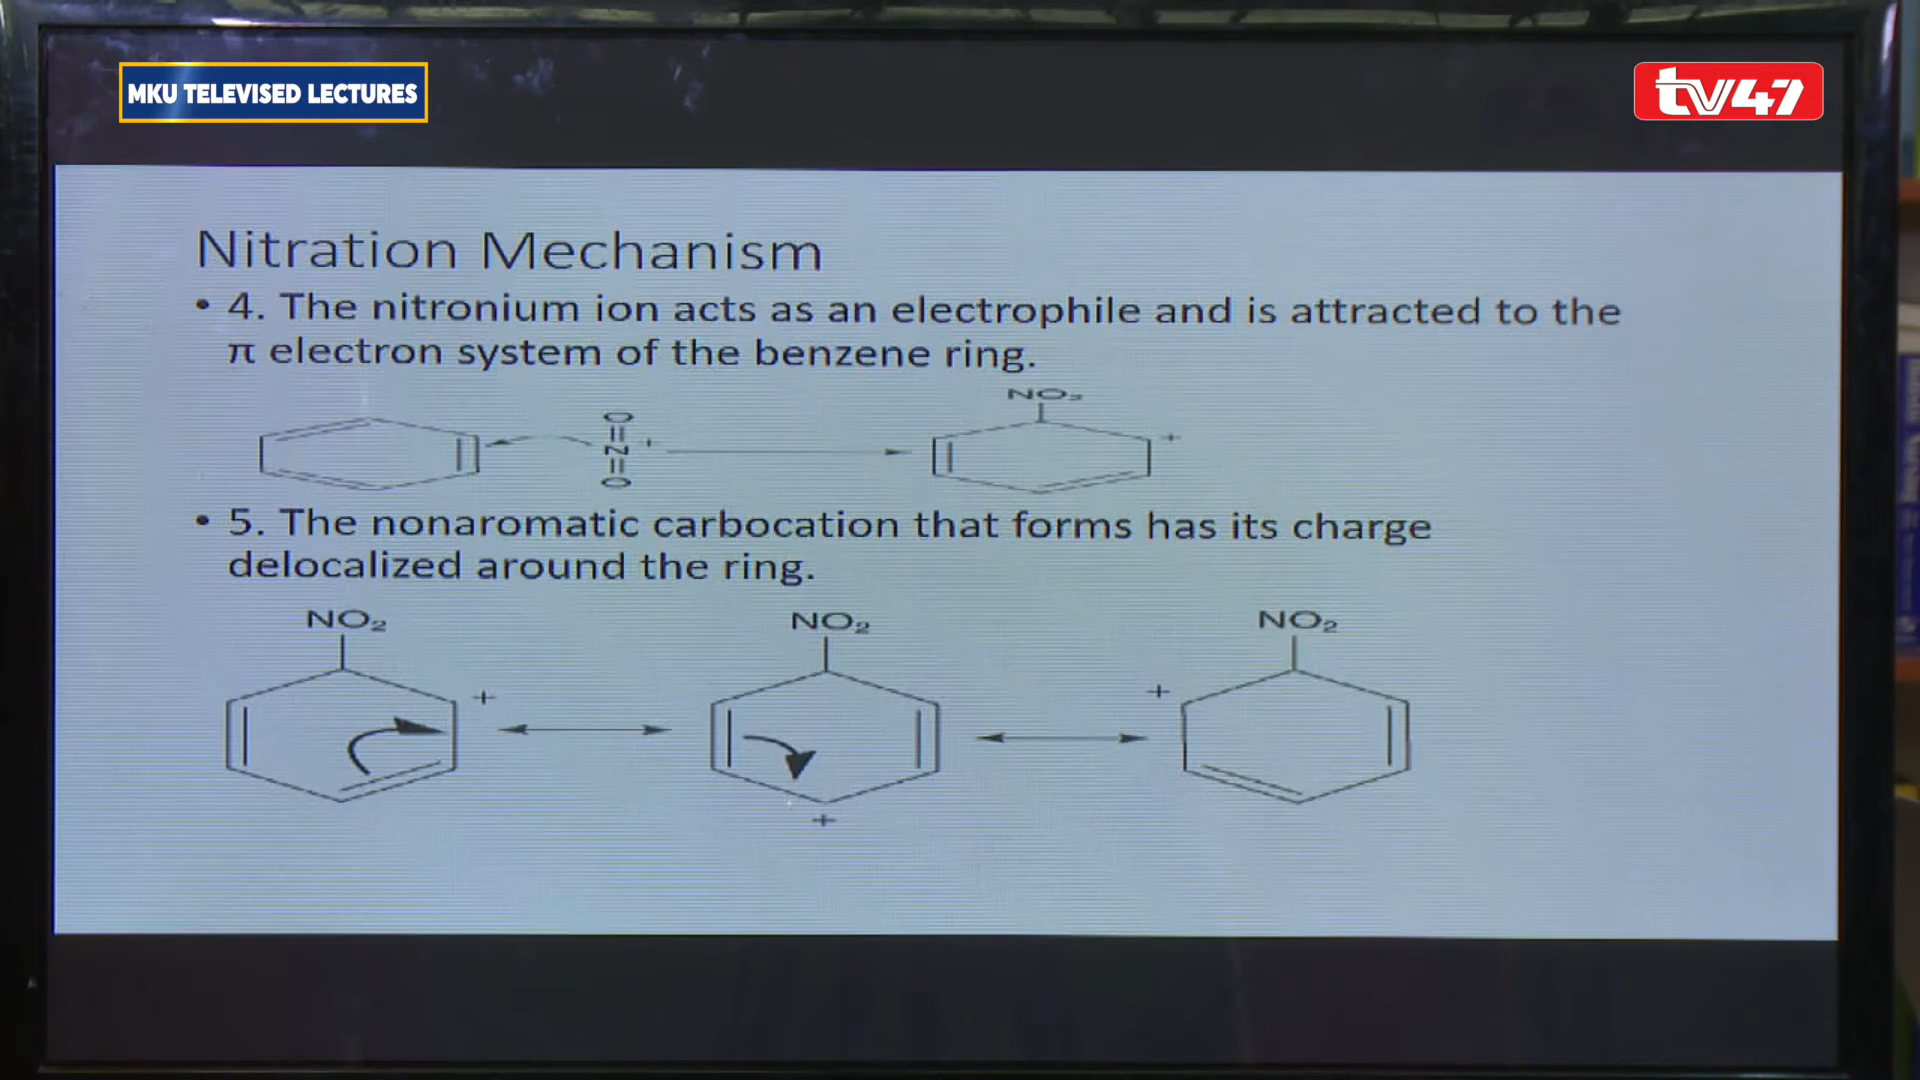 MKU TELEVISED LECTURES
tv47
Nitration Mechanism
• 4. The nitronium ion acts as an electrophile and is attracted to the
π electron system of the benzene ring.
NO₂
O=N=O
+
+
• 5. The nonaromatic carbocation that forms has its charge
delocalized around the ring.
NO₂ NO₂ NO₂
+ +
+